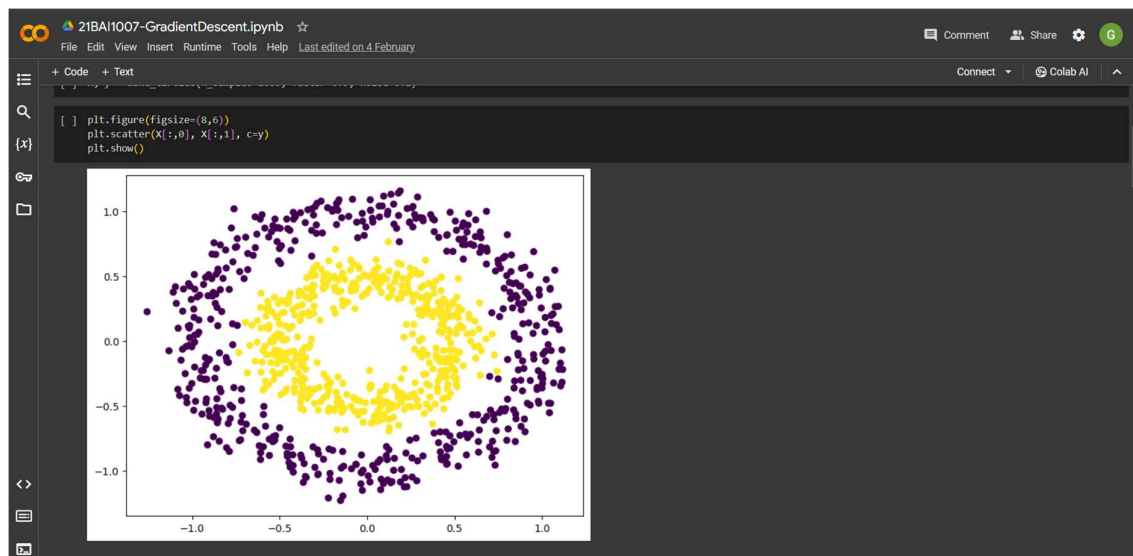 21BAI1007-GradientDescent.ipynb
Comment Share G
File Edit View Insert Runtime Tools Help Last edited on 4 February
+ Code + Text
Connect Colab AI
{x}
[ ] plt.figure(figsize=(8,6))
plt.scatter(X[:,0], X[:,1], c=y)
plt.show()
1.0
0.5
0.0
−0.5
−1.0
−1.0 −0.5 0.0 0.5 1.0